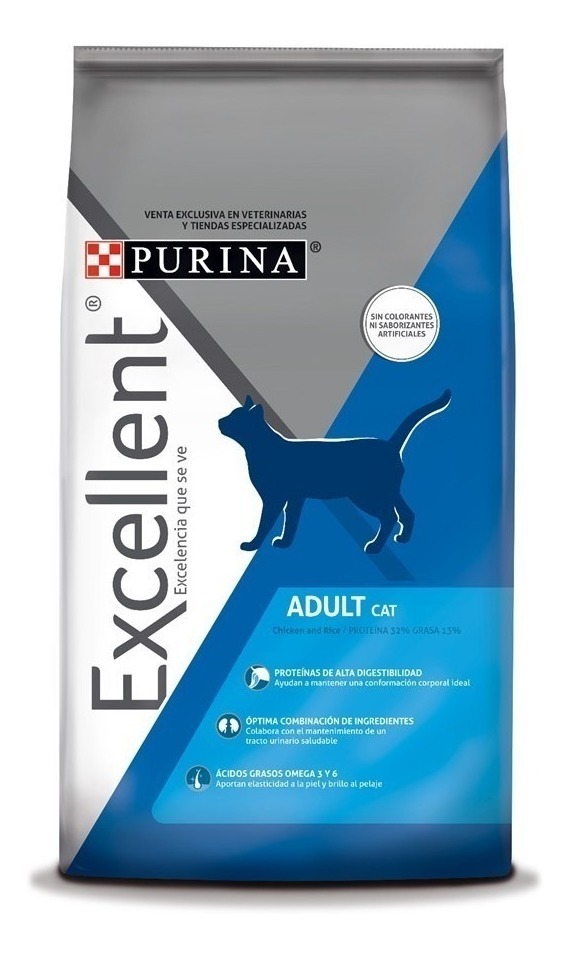 VENTA EXCLUSIVA EN VETERINARIAS
Y TIENDAS ESPECIALIZADAS
PURINA®
Excellent®
Excelencia que se ve
SIN COLORANTES
NI SABORIZANTES
ARTIFICIALES
ADULT CAT
Chicken and Rice / PROTEÍNA 32% GRASA 13%
PROTEÍNAS DE ALTA DIGESTIBILIDAD
Ayudan a mantener una conformación corporal ideal
ÓPTIMA COMBINACIÓN DE INGREDIENTES
Colabora con el mantenimiento de un
tracto urinario saludable
ÁCIDOS GRASOS OMEGA 3 Y 6
Aportan elasticidad a la piel y brillo al pelaje